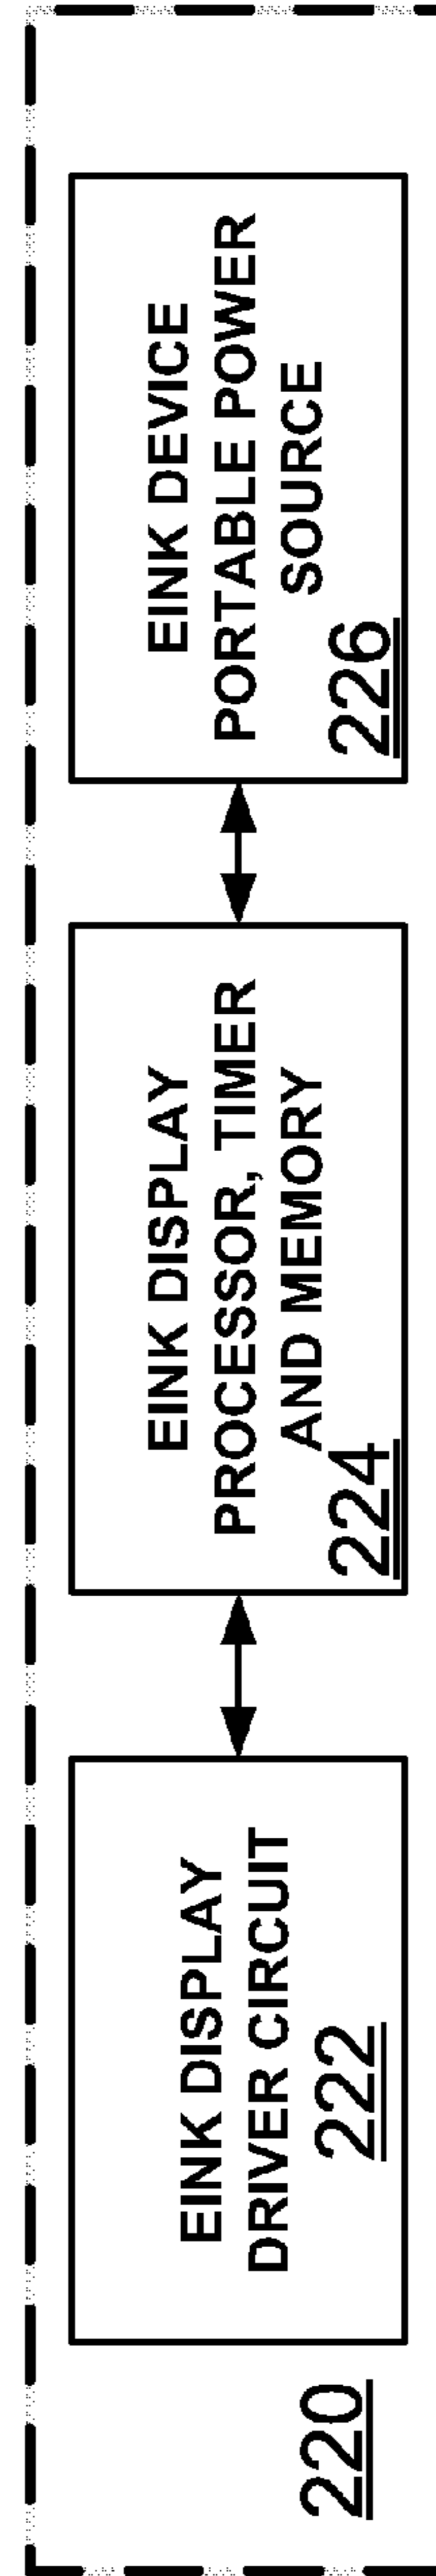 220
EINK DISPLAY
DRIVER CIRCUIT
222
EINK DISPLAY
PROCESSOR, TIMER
AND MEMORY
224
EINK DEVICE
PORTABLE POWER
SOURCE
226